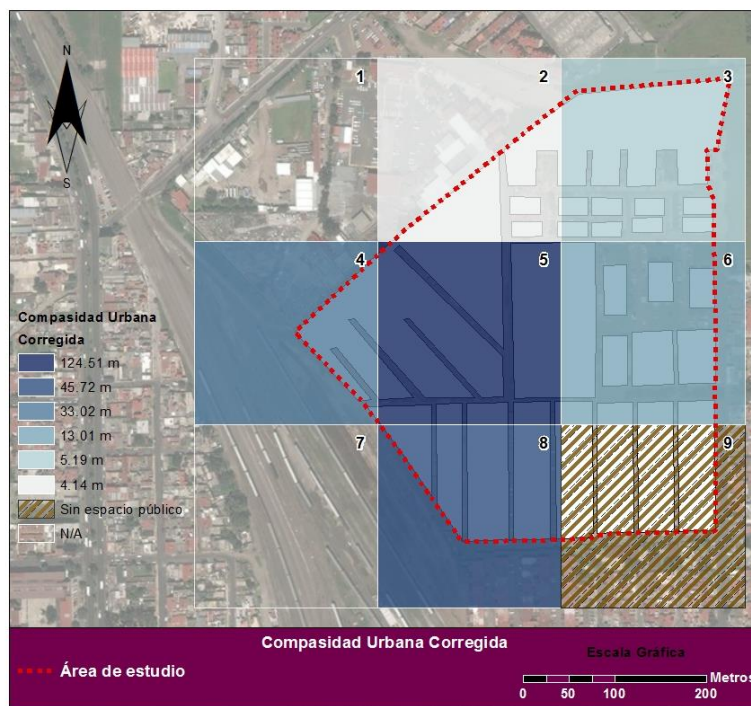 N
S
1
2
3
4
5
6
7
8
9
Compasidad Urbana
Corregida
124.51 m
45.72 m
33.02 m
13.01 m
5.19 m
4.14 m
Sin espacio público
N/A
Compasidad Urbana Corregida
Área de estudio
Escala Gráfica
Metros
0 50 100 200